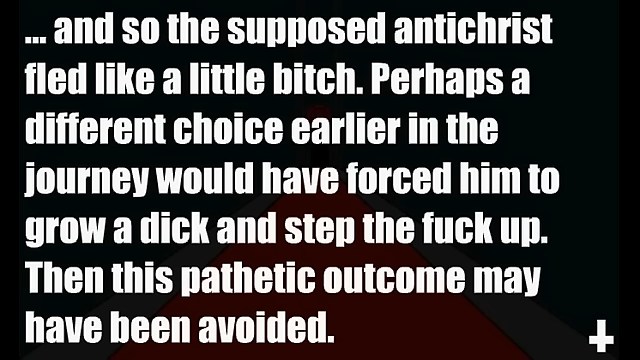 ... and so the supposed antichrist
fled like a little bitch. Perhaps a
different choice earlier in the
journey would have forced him to
grow a dick and step the fuck up.
Then this pathetic outcome may
have been avoided.